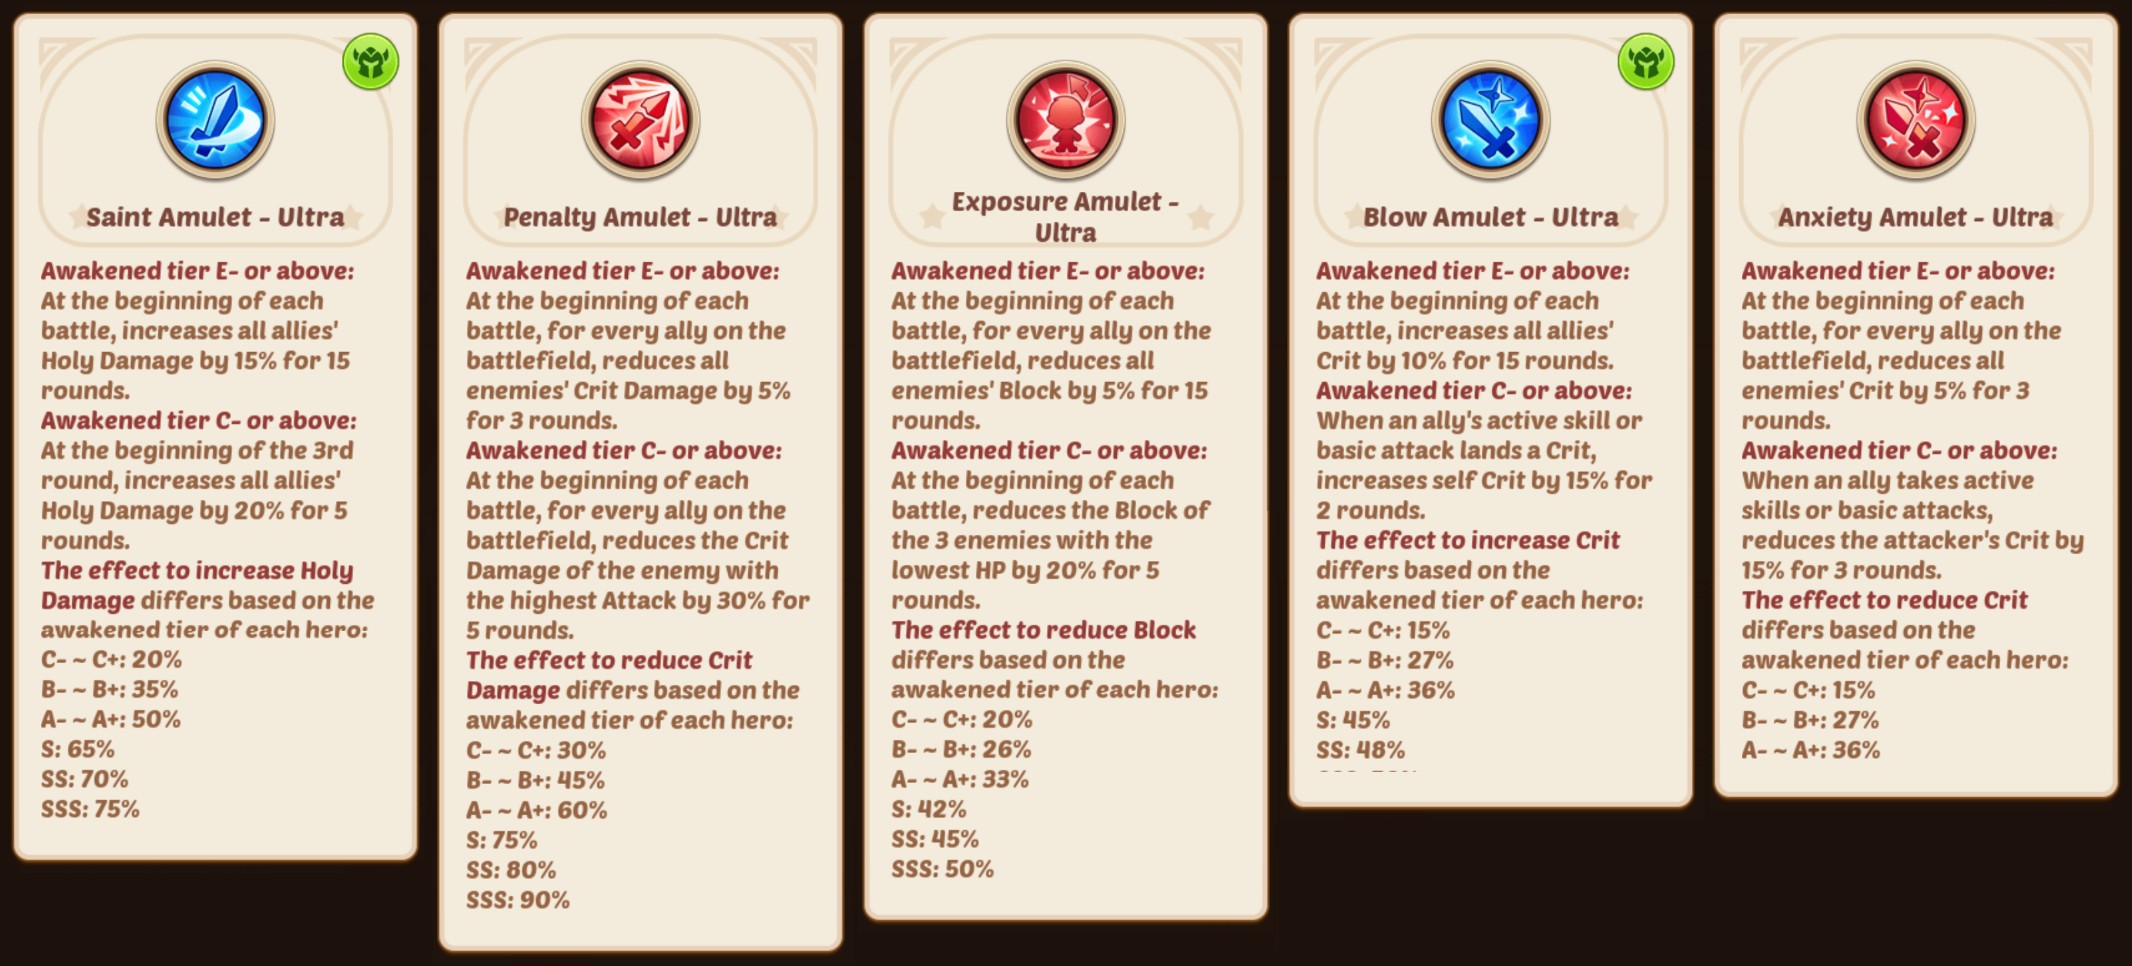 Saint Amulet - Ultra
Awakened tier E- or above:
At the beginning of each
battle, increases all allies'
Holy Damage by 15% for 15
rounds.
Awakened tier C- or above:
At the beginning of the 3rd
round, increases all allies'
Holy Damage by 20% for 5
rounds.
The effect to increase Holy
Damage differs based on the
awakened tier of each hero:
C- ~ C+: 20%
B- ~ B+: 35%
A- ~ A+: 50%
S: 65%
SS: 70%
SSS: 75%
Penalty Amulet - Ultra
Awakened tier E- or above:
At the beginning of each
battle, for every ally on the
battlefield, reduces all
enemies' Crit Damage by 5%
for 3 rounds.
Awakened tier C- or above:
At the beginning of each
battle, for every ally on the
battlefield, reduces the Crit
Damage of the enemy with
the highest Attack by 30% for
5 rounds.
The effect to reduce Crit
Damage differs based on the
awakened tier of each hero:
C- ~ C+: 30%
B- ~ B+: 45%
A- ~ A+: 60%
S: 75%
SS: 80%
SSS: 90%
Exposure Amulet -
Ultra
Awakened tier E- or above:
At the beginning of each
battle, for every ally on the
battlefield, reduces all
enemies' Block by 5% for 15
rounds.
Awakened tier C- or above:
At the beginning of each
battle, reduces the Block of
the 3 enemies with the
lowest HP by 20% for 5
rounds.
The effect to reduce Block
differs based on the
awakened tier of each hero:
C- ~ C+: 20%
B- ~ B+: 26%
A- ~ A+: 33%
S: 42%
SS: 45%
SSS: 50%
Blow Amulet - Ultra
Awakened tier E- or above:
At the beginning of each
battle, increases all allies'
Crit by 10% for 15 rounds.
Awakened tier C- or above:
When an ally's active skill or
basic attack lands a Crit,
increases self Crit by 15% for
2 rounds.
The effect to increase Crit
differs based on the
awakened tier of each hero:
C- ~ C+: 15%
B- ~ B+: 27%
A- ~ A+: 36%
S: 45%
SS: 48%
Anxiety Amulet - Ultra
Awakened tier E- or above:
At the beginning of each
battle, for every ally on the
battlefield, reduces all
enemies' Crit by 5% for 3
rounds.
Awakened tier C- or above:
When an ally takes active
skills or basic attacks,
reduces the attacker's Crit by
15% for 3 rounds.
The effect to reduce Crit
differs based on the
awakened tier of each hero:
C- ~ C+: 15%
B- ~ B+: 27%
A- ~ A+: 36%